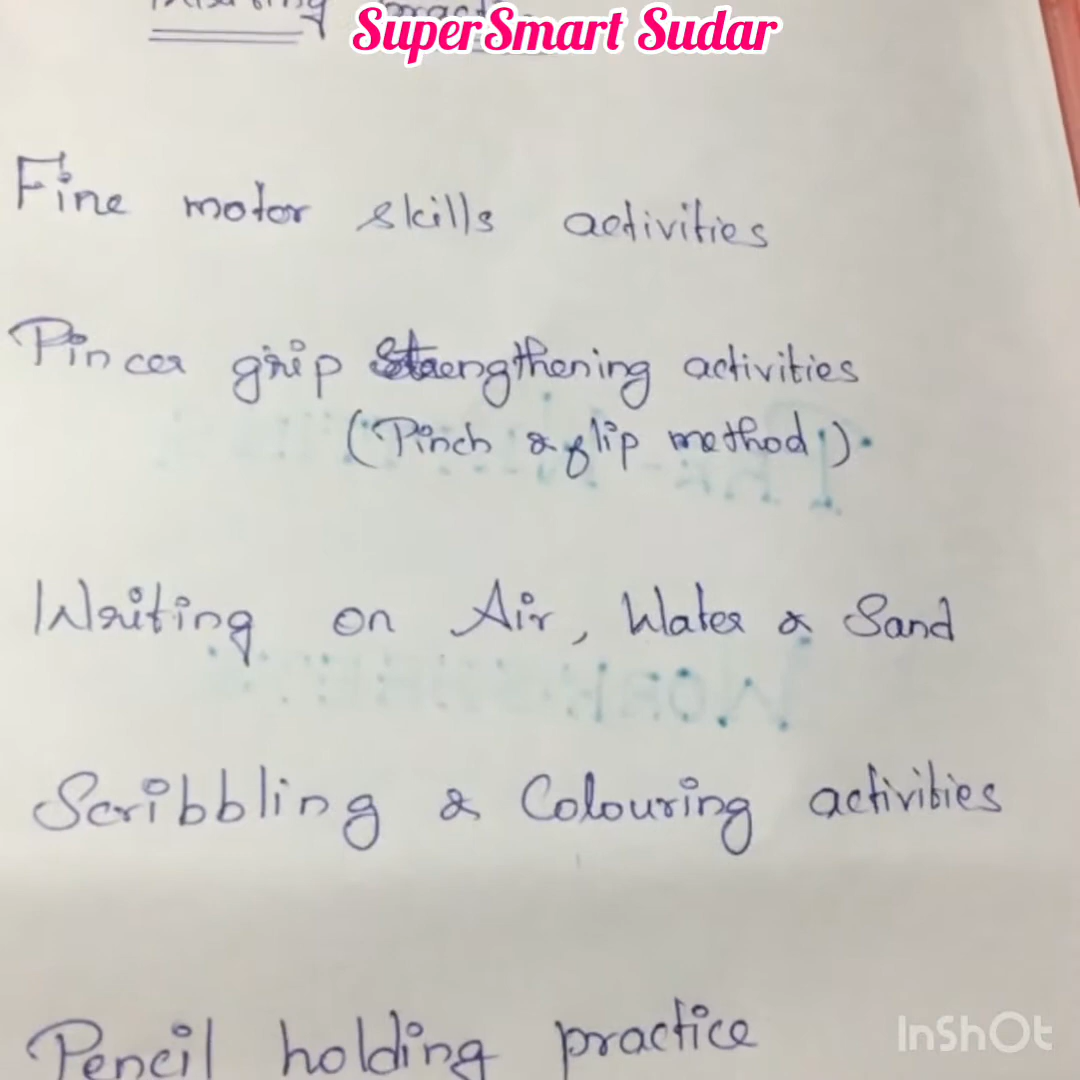 SuperSmart Sudar
Fine motor skills activities
Pincer grip Strengthening activities
(Pinch & flip method)
Writing on Air, Water & Sand
Scribbling & Colouring activities
Pencil holding practice
InShOt